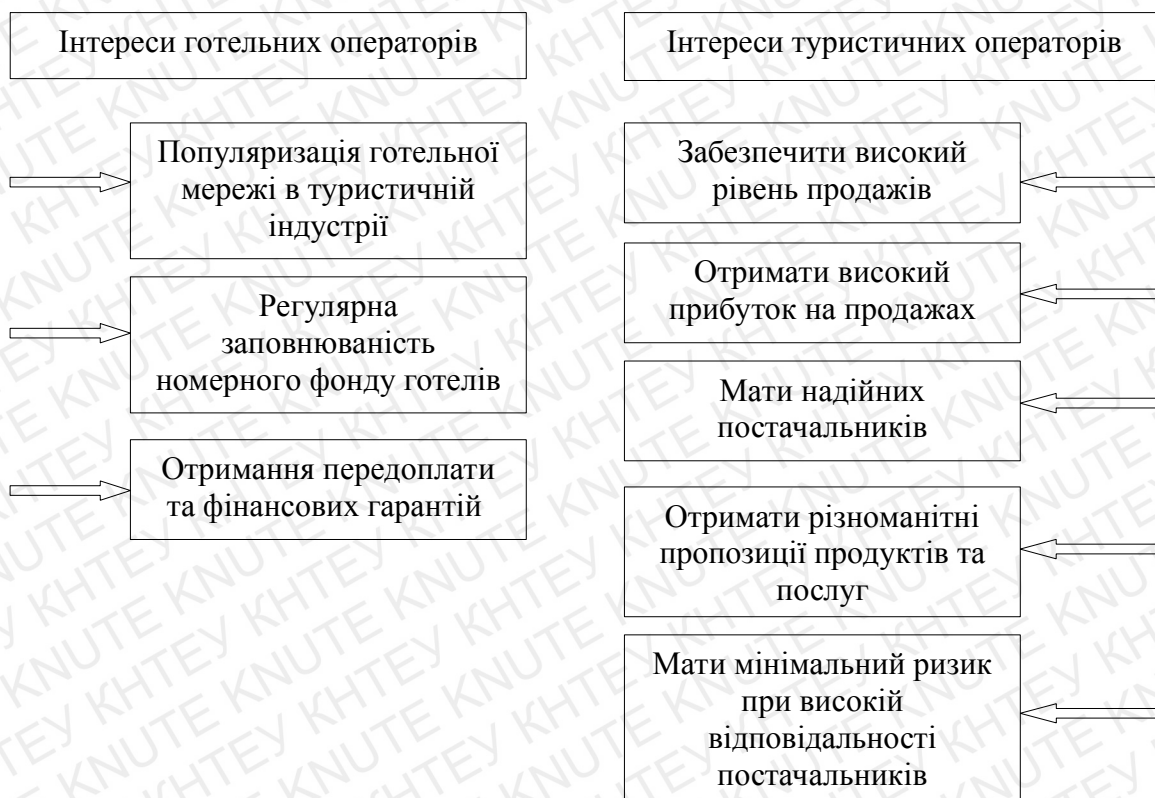 Інтереси готельних операторів
Популяризація готельної
мережі в туристичній
індустрії
Регулярна
заповнюваність
номерного фонду готелів
Отримання передоплати
та фінансових гарантій
Інтереси туристичних операторів
Забезпечити високий
рівень продажів
Отримати високий
прибуток на продажах
Мати надійних
постачальників
Отримати різноманітні
пропозиції продуктів та
послуг
Мати мінімальний ризик
при високій
відповідальності
постачальників